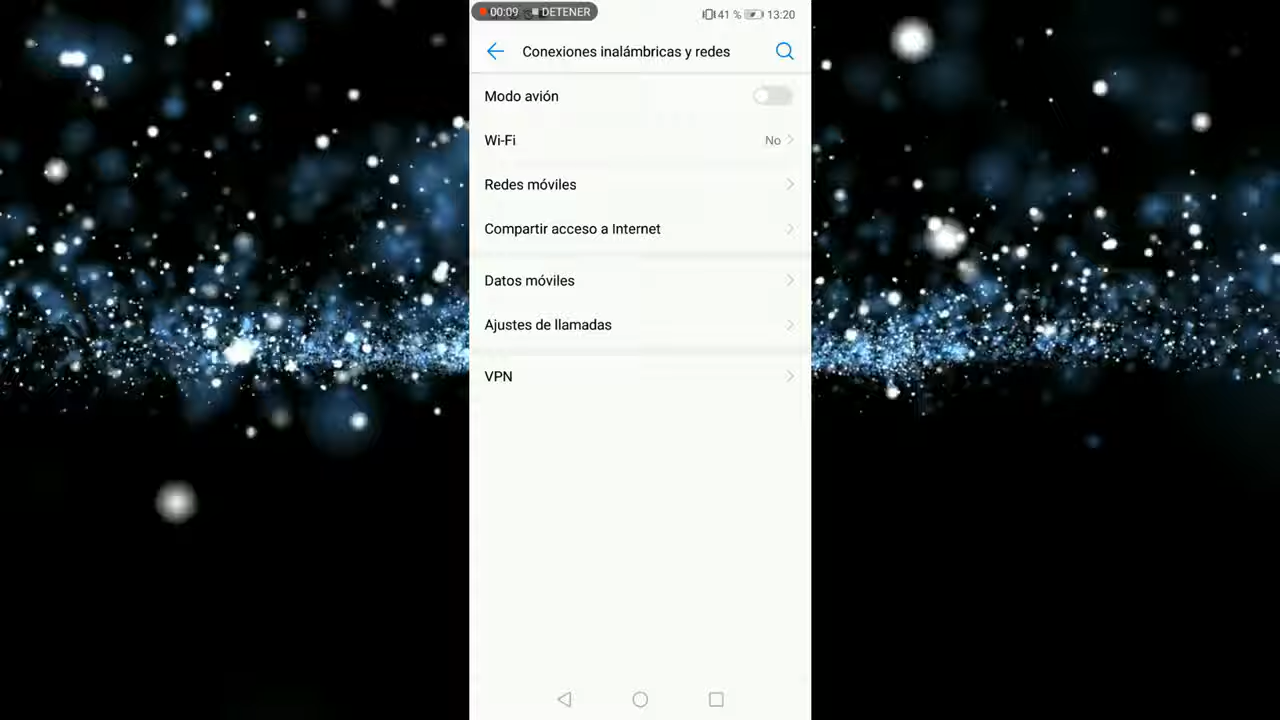 00:09 DETENER 41 % 13:20
Conexiones inalámbricas y redes
Modo avión
Wi-Fi No
Redes móviles
Compartir acceso a Internet
Datos móviles
Ajustes de llamadas
VPN